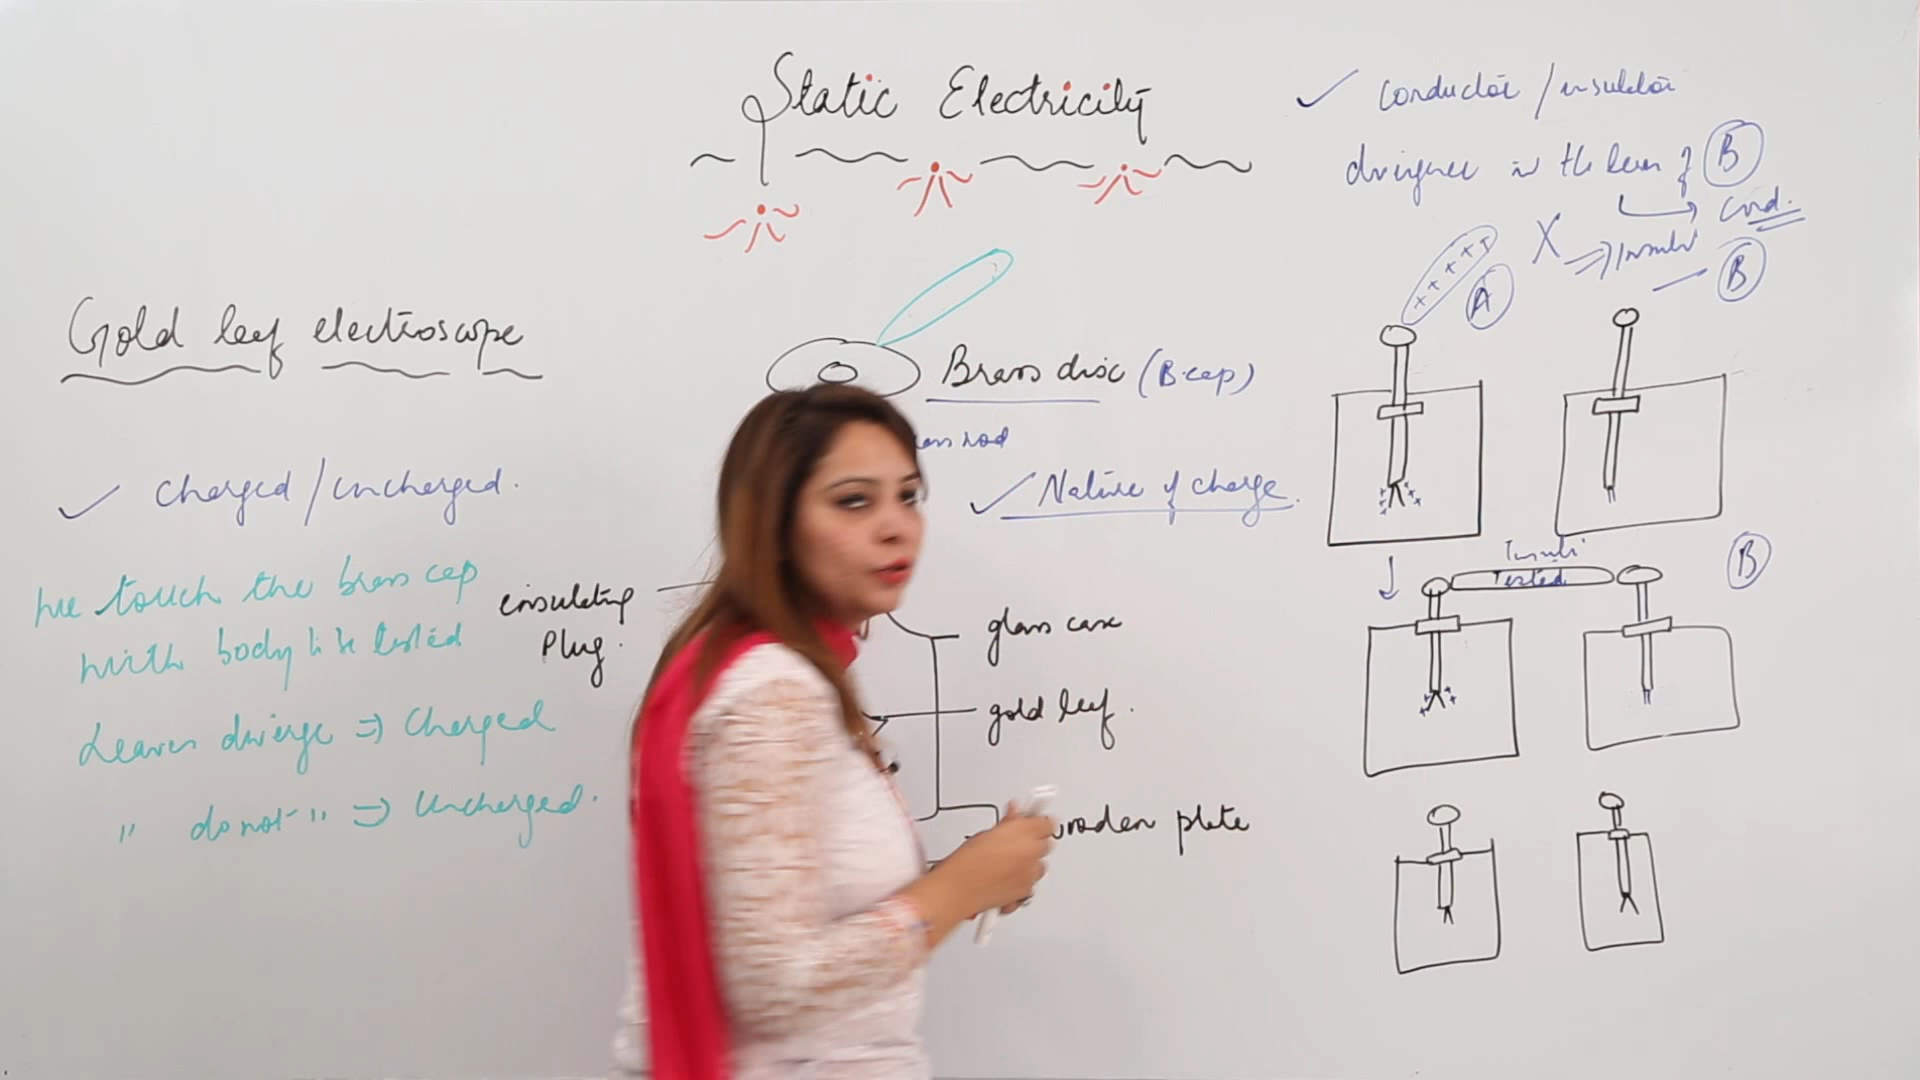 Static Electricity
Gold leaf electroscope
✓ Charged / uncharged.
We touch the brass cap
with body to be tested
Leaves diverge => Charged
" do not " => Uncharged.
Brass disc (B.cap)
rod
✓ Nature of charge.
insulating
Plug.
glass case
gold leaf.
wooden plate
✓ Conductor / insulator
divergence in the leaves of B
Cond.
X => Insul
B
+ + + + +
A
Insul
Tested
B